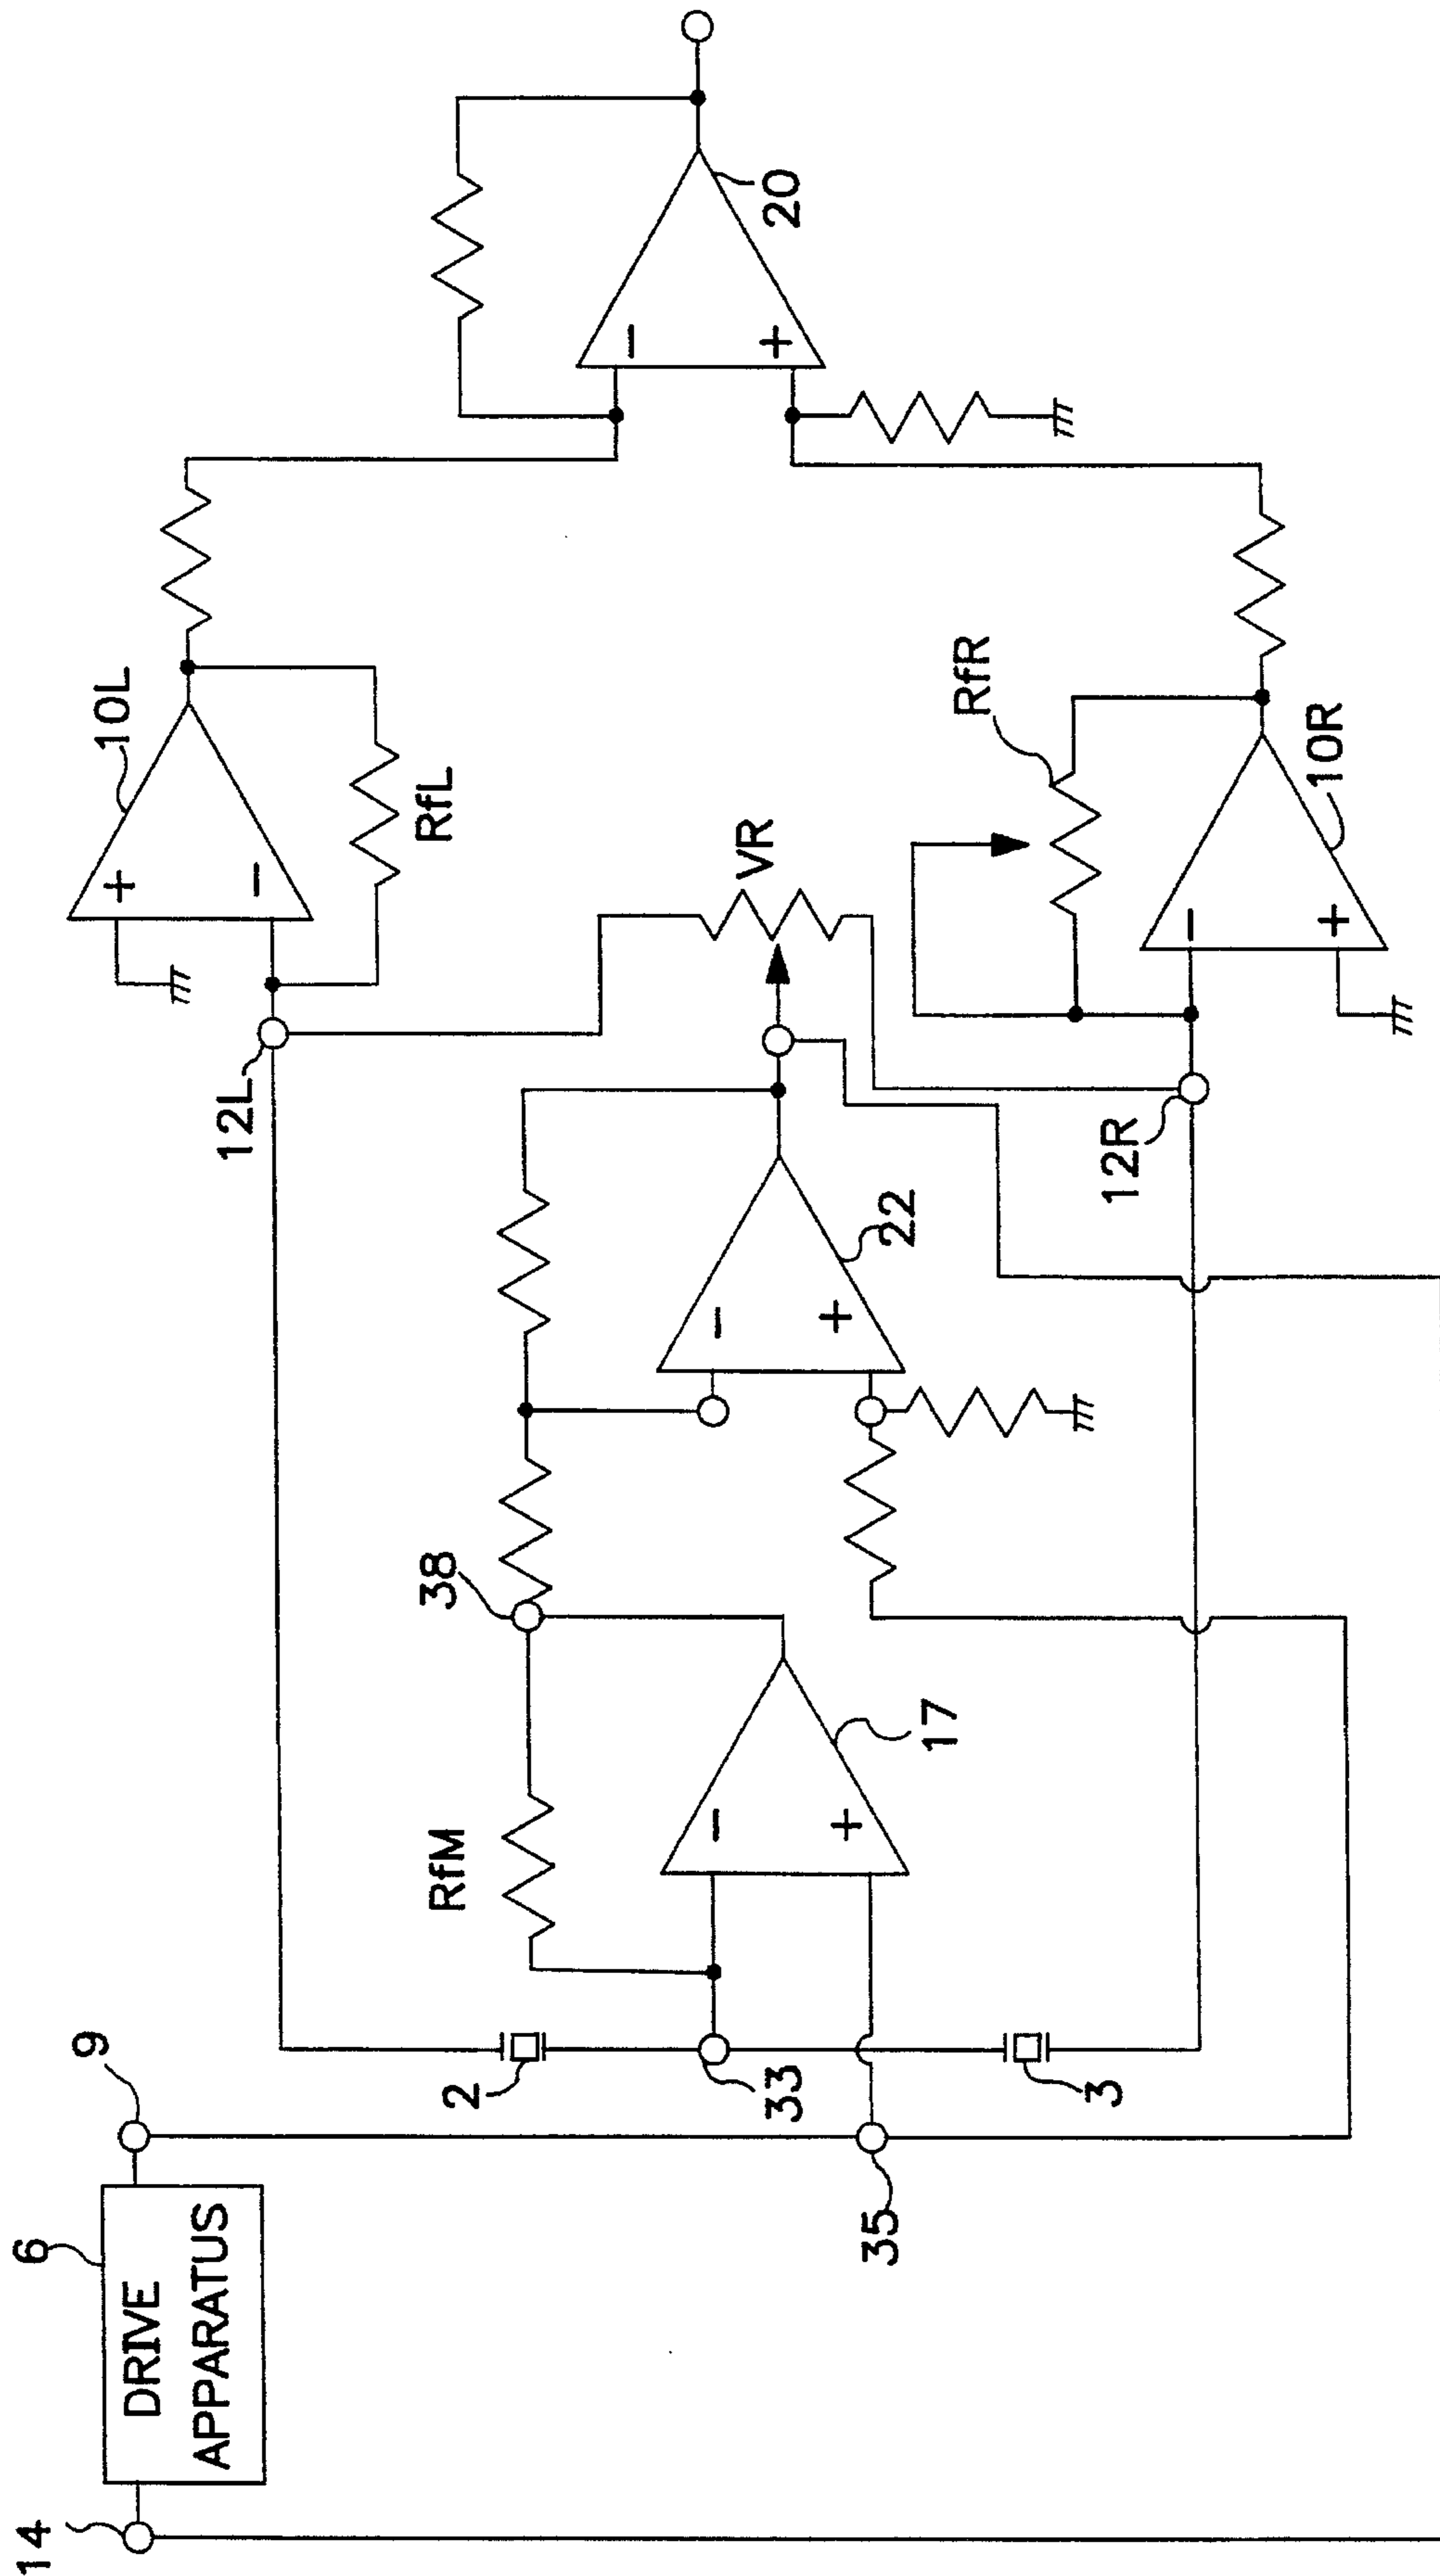 14
6
DRIVE
APPARATUS
9
35
2
33
3
RfM
-
+
17
38
-
+
22
12L
12R
VR
+
-
10L
RfL
RfR
-
+
10R
-
+
20